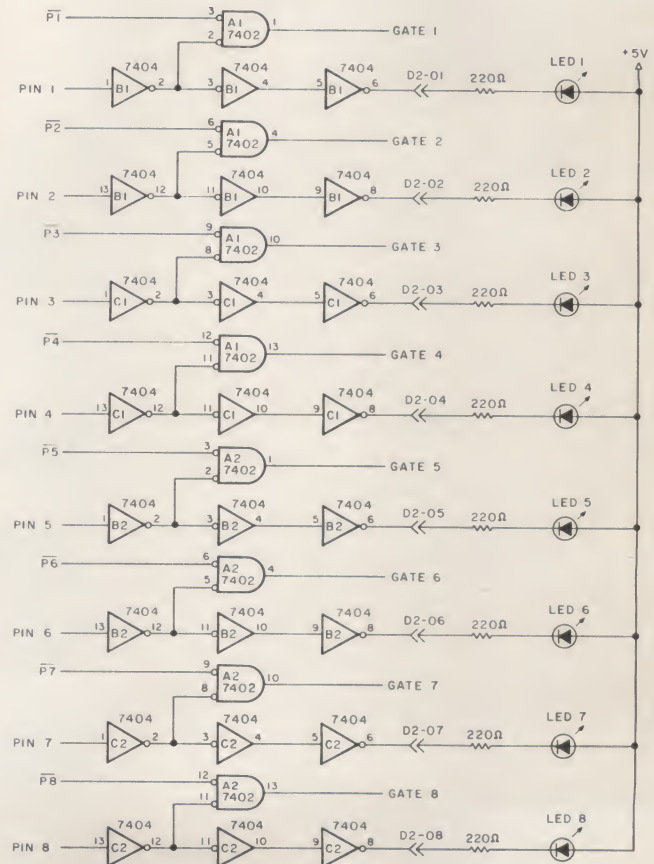 P1 3 A1 1 GATE 1
2 7402
LED 1 +5V
7404 7404 7404 D2-01 220Ω
PIN 1 1 B1 2 3 B1 4 5 B1 6
P2 6 A1 4 GATE 2
5 7402
LED 2
7404 7404 7404 D2-02 220Ω
PIN 2 13 B1 12 11 B1 10 9 B1 8
P3 9 A1 10 GATE 3
8 7402
LED 3
7404 7404 7404 D2-03 220Ω
PIN 3 1 C1 2 3 C1 4 5 C1 6
P4 12 A1 13 GATE 4
11 7402
LED 4
7404 7404 7404 D2-04 220Ω
PIN 4 13 C1 12 11 C1 10 9 C1 8
P5 3 A2 1 GATE 5
2 7402
LED 5
7404 7404 7404 D2-05 220Ω
PIN 5 1 B2 2 3 B2 4 5 B2 6
P6 6 A2 4 GATE 6
5 7402
LED 6
7404 7404 7404 D2-06 220Ω
PIN 6 13 B2 12 11 B2 10 9 B2 8
P7 9 A2 10 GATE 7
8 7402
LED 7
7404 7404 7404 D2-07 220Ω
PIN 7 1 C2 2 3 C2 4 5 C2 6
P8 12 A2 13 GATE 8
11 7402
LED 8
7404 7404 7404 D2-08 220Ω
PIN 8 13 C2 12 11 C2 10 9 C2 8